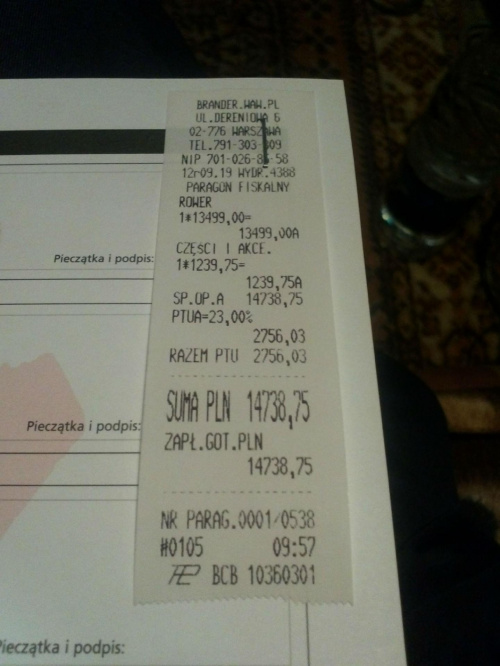 BRANDER.WAW.PL
UL.DERENIOWA 6
02-776 WARSZAWA
TEL.791-303-809
NIP 701-026-86-58
12r09.19 WYDR.4388
PARAGON FISKALNY
ROWER
1*13499,00=
13499,00A
CZĘŚCI I AKCE.
1*1239,75=
1239,75A
SP.OP.A 14738,75
PTUA=23,00%
2756,03
RAZEM PTU 2756,03
SUMA PLN 14738,75
ZAPŁ.GOT.PLN
14738,75
NR PARAG.0001/0538
#0105 09:57
BCB 10360301
Pieczątka i podpis:
Pieczątka i podpis:
Pieczątka i podpis: